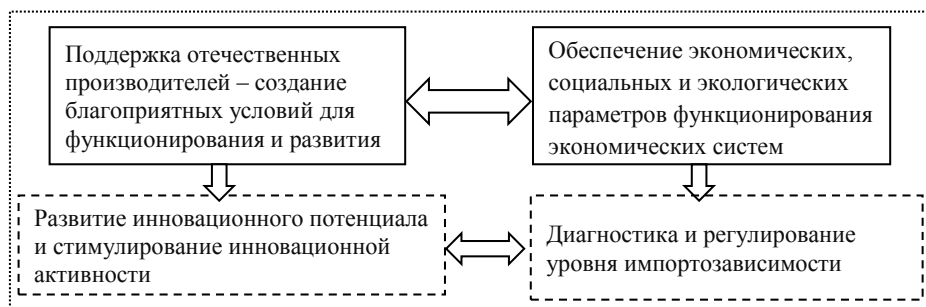 Поддержка отечественных
производителей – создание
благоприятных условий для
функционирования и развития
Обеспечение экономических,
социальных и экологических
параметров функционирования
экономических систем
Развитие инновационного потенциала
и стимулирование инновационной
активности
Диагностика и регулирование
уровня импортозависимости